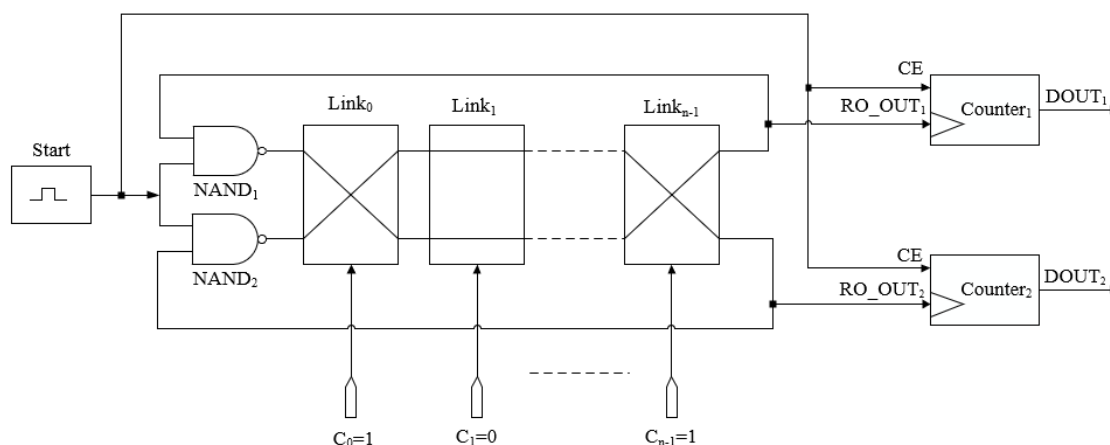 CE
Link₀
Link₁
Linkₙ₋₁
RO_OUT₁
Counter₁
DOUT₁
Start
NAND₁
NAND₂
CE
RO_OUT₂
Counter₂
DOUT₂
C₀=1
C₁=0
Cₙ₋₁=1